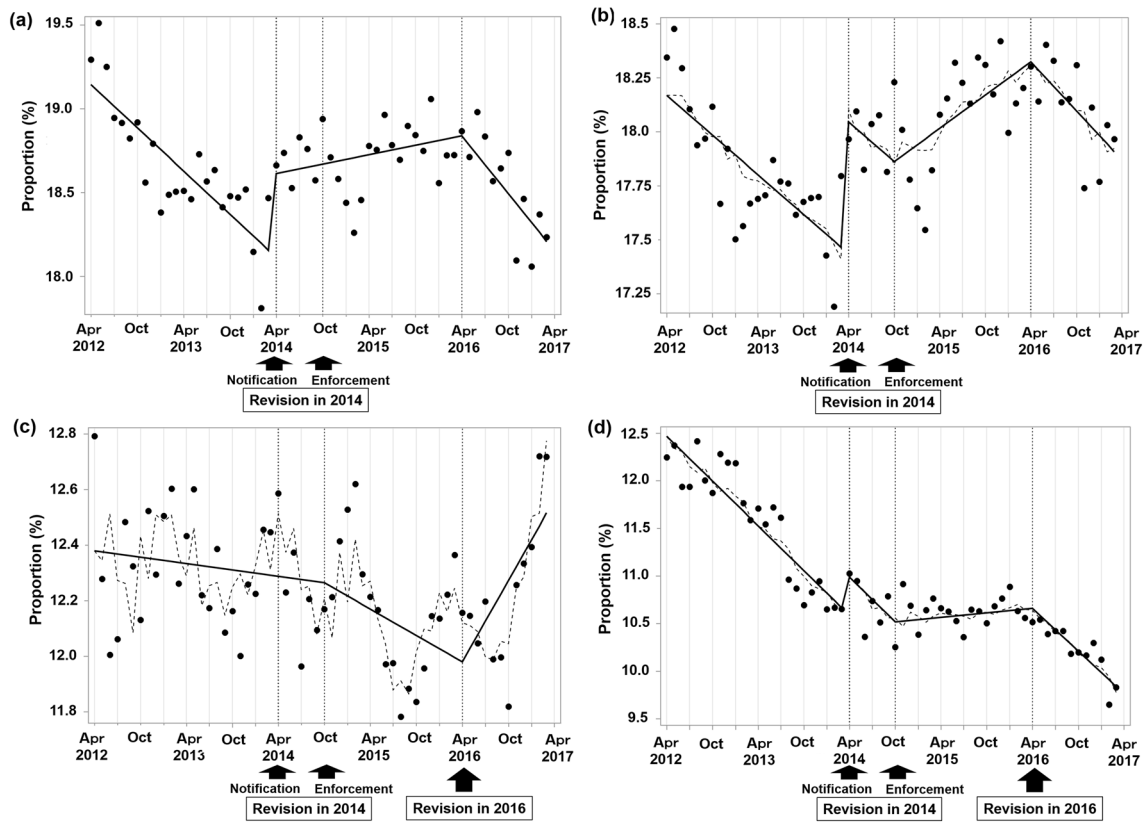 (a)
Proportion (%)
19.5
19.0
18.5
18.0
Apr Oct Apr Oct Apr Oct Apr Oct Apr Oct Apr
2012 2013 2014 2015 2016 2017
Notification Enforcement
Revision in 2014
(b)
Proportion (%)
18.5
18.25
18.0
17.75
17.5
17.25
Apr Oct Apr Oct Apr Oct Apr Oct Apr Oct Apr
2012 2013 2014 2015 2016 2017
Notification Enforcement
Revision in 2014
(c)
Proportion (%)
12.8
12.6
12.4
12.2
12.0
11.8
Apr Oct Apr Oct Apr Oct Apr Oct Apr Oct Apr
2012 2013 2014 2015 2016 2017
Notification Enforcement
Revision in 2014 Revision in 2016
(d)
Proportion (%)
12.5
12.0
11.5
11.0
10.5
10.0
9.5
Apr Oct Apr Oct Apr Oct Apr Oct Apr Oct Apr
2012 2013 2014 2015 2016 2017
Notification Enforcement
Revision in 2014 Revision in 2016